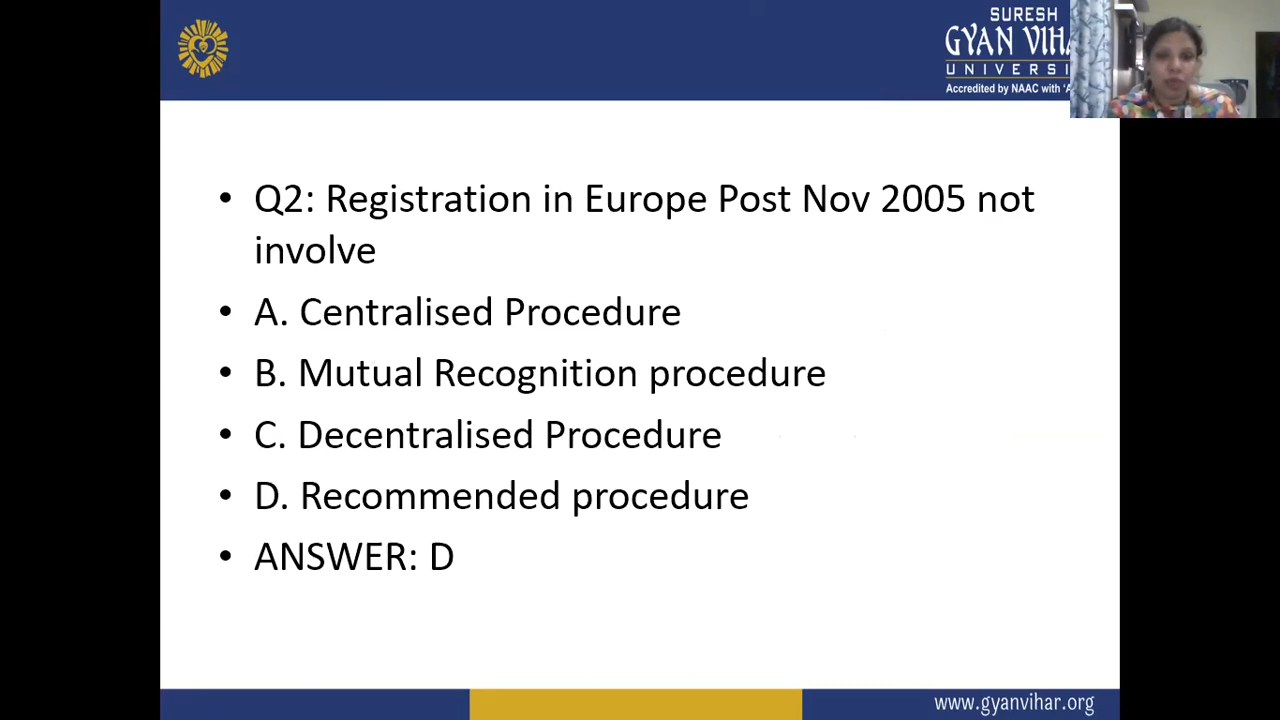 SURESH
GYAN VIHA
UNIVERSI
Accredited by NAAC with 'A
• Q2: Registration in Europe Post Nov 2005 not
involve
• A. Centralised Procedure
• B. Mutual Recognition procedure
• C. Decentralised Procedure
• D. Recommended procedure
• ANSWER: D
www.gyanvihar.org